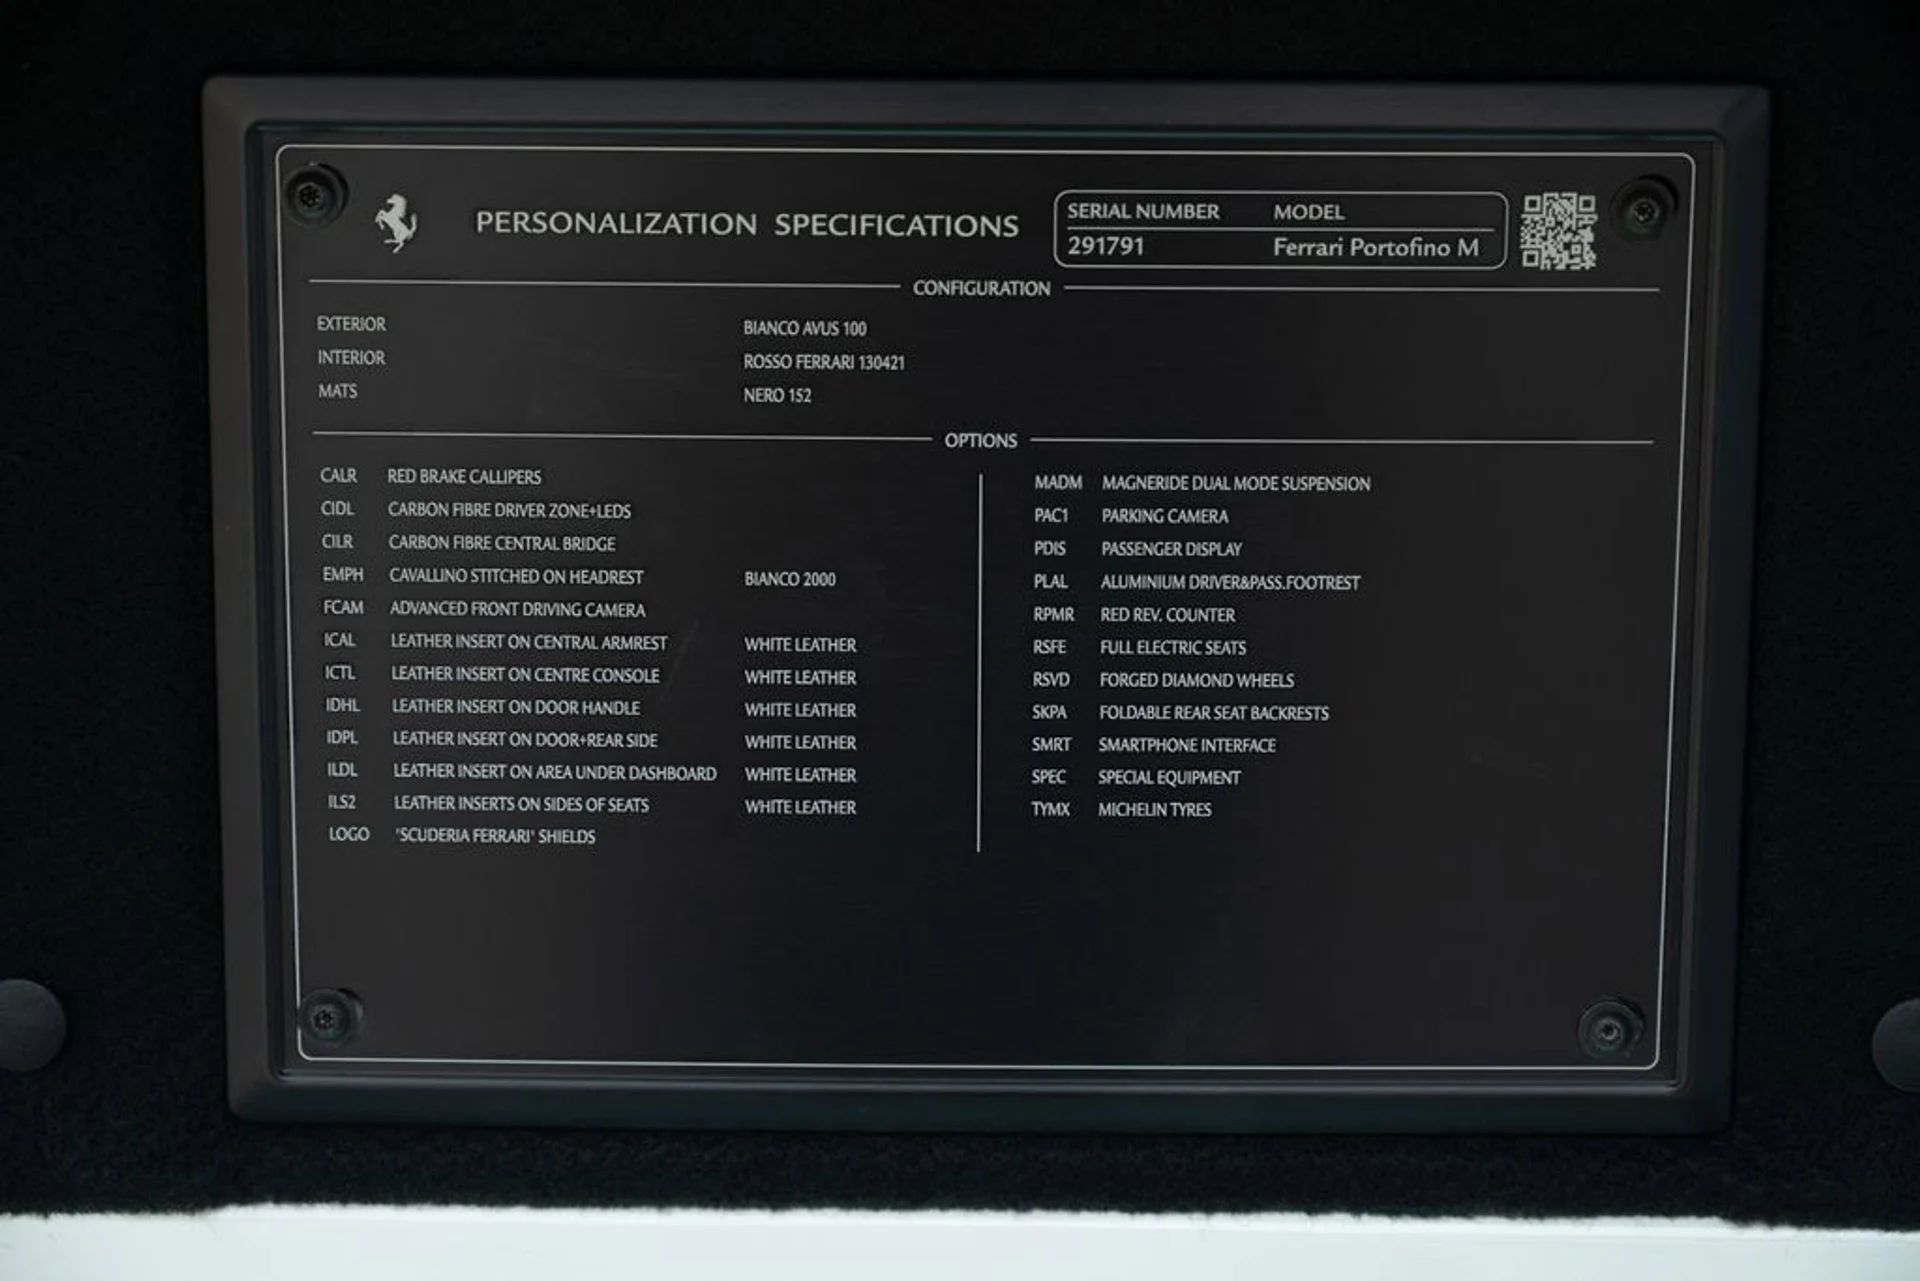 PERSONALIZATION SPECIFICATIONS
SERIAL NUMBER MODEL
291791 Ferrari Portofino M
CONFIGURATION
EXTERIOR BIANCO AVUS 100
INTERIOR ROSSO FERRARI 130421
MATS NERO 152
OPTIONS
CALR RED BRAKE CALLIPERS
CIDL CARBON FIBRE DRIVER ZONE+LEDS
CILR CARBON FIBRE CENTRAL BRIDGE
EMPH CAVALLINO STITCHED ON HEADREST BIANCO 2000
FCAM ADVANCED FRONT DRIVING CAMERA
ICAL LEATHER INSERT ON CENTRAL ARMREST WHITE LEATHER
ICTL LEATHER INSERT ON CENTRE CONSOLE WHITE LEATHER
IDHL LEATHER INSERT ON DOOR HANDLE WHITE LEATHER
IDPL LEATHER INSERT ON DOOR+REAR SIDE WHITE LEATHER
ILDL LEATHER INSERT ON AREA UNDER DASHBOARD WHITE LEATHER
ILS2 LEATHER INSERTS ON SIDES OF SEATS WHITE LEATHER
LOGO 'SCUDERIA FERRARI' SHIELDS
MADM MAGNERIDE DUAL MODE SUSPENSION
PAC1 PARKING CAMERA
PDIS PASSENGER DISPLAY
PLAL ALUMINIUM DRIVER&PASS.FOOTREST
RPMR RED REV. COUNTER
RSFE FULL ELECTRIC SEATS
RSVD FORGED DIAMOND WHEELS
SKPA FOLDABLE REAR SEAT BACKRESTS
SMRT SMARTPHONE INTERFACE
SPEC SPECIAL EQUIPMENT
TYMX MICHELIN TYRES